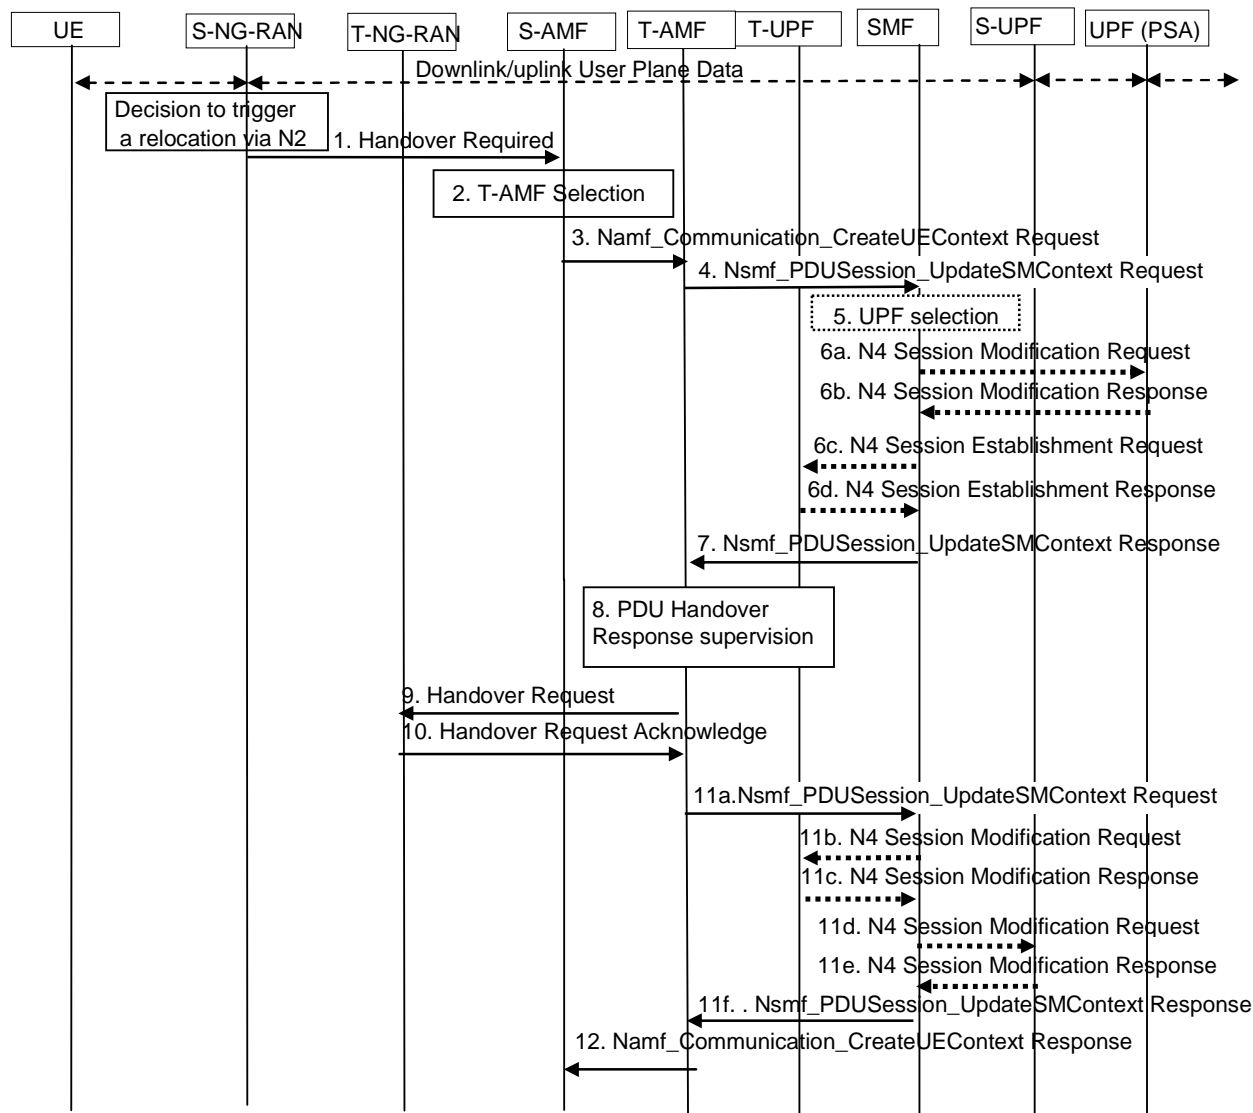 UE
S-NG-RAN
T-NG-RAN
S-AMF
T-AMF
T-UPF
SMF
S-UPF
UPF (PSA)
Downlink/uplink User Plane Data
Decision to trigger
a relocation via N2
1. Handover Required
2. T-AMF Selection
3. Namf_Communication_CreateUEContext Request
4. Nsmf_PDUSession_UpdateSMContext Request
5. UPF selection
6a. N4 Session Modification Request
6b. N4 Session Modification Response
6c. N4 Session Establishment Request
6d. N4 Session Establishment Response
7. Nsmf_PDUSession_UpdateSMContext Response
8. PDU Handover
Response supervision
9. Handover Request
10. Handover Request Acknowledge
11a.Nsmf_PDUSession_UpdateSMContext Request
11b. N4 Session Modification Request
11c. N4 Session Modification Response
11d. N4 Session Modification Request
11e. N4 Session Modification Response
11f. . Nsmf_PDUSession_UpdateSMContext Response
12. Namf_Communication_CreateUEContext Response